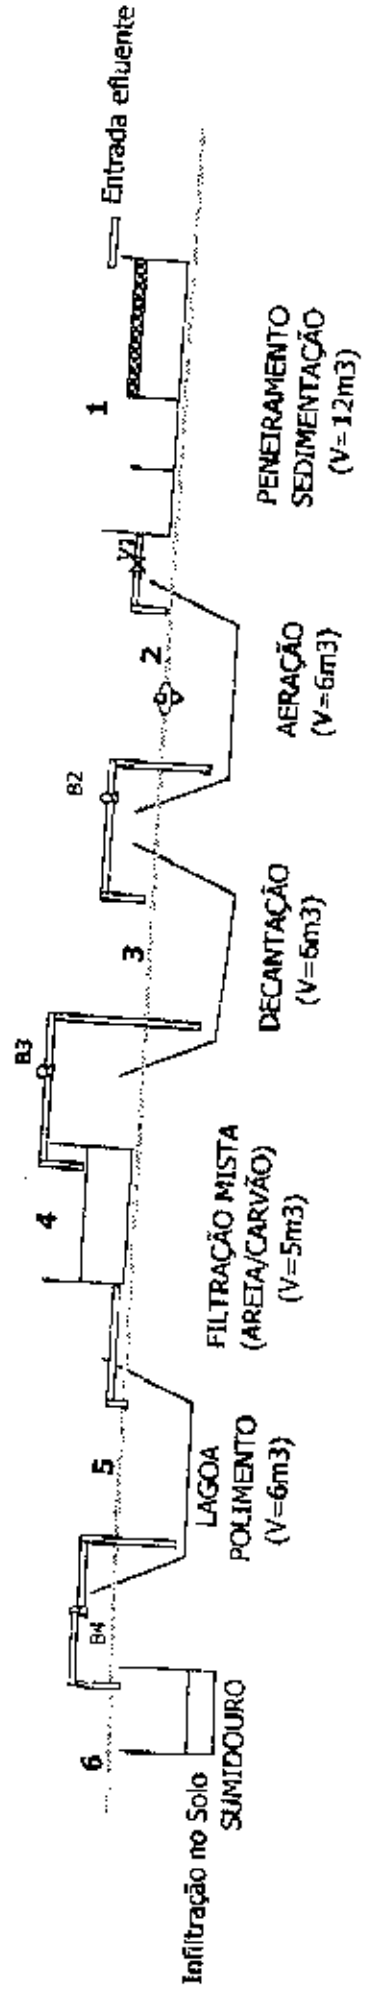 Entrada efluente
1
PENEIRAMENTO
SEDIMENTAÇÃO
(V=12m3)
V1
2
AERAÇÃO
(V=6m3)
B2
3
DECANTAÇÃO
(V=6m3)
B3
4
FILTRAÇÃO MISTA
(AREIA/CARVÃO)
(V=5m3)
5
LAGOA
POLIMENTO
(V=6m3)
B4
6
Infiltração no Solo
SUMIDOURO